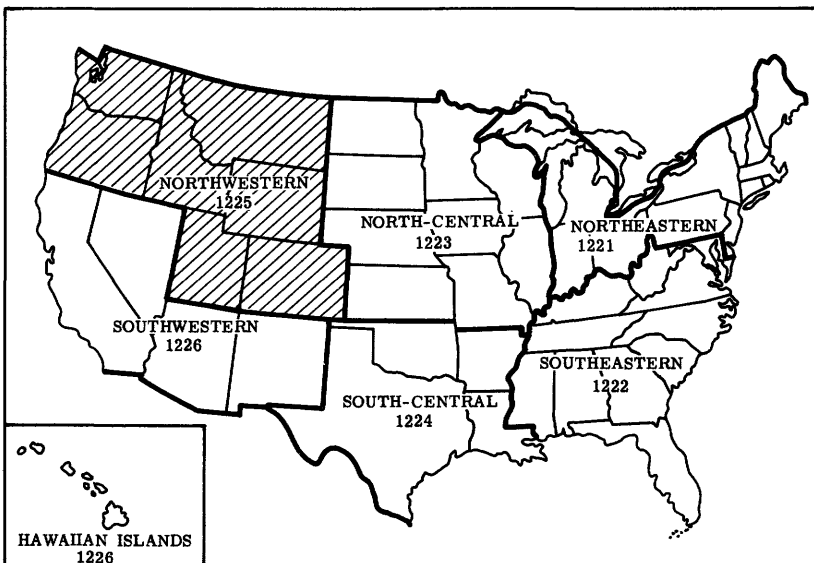 NORTHWESTERN
1225
NORTH-CENTRAL
1223
NORTHEASTERN
1221
SOUTHWESTERN
1226
SOUTHEASTERN
1222
SOUTH-CENTRAL
1224
HAWAIIAN ISLANDS
1226